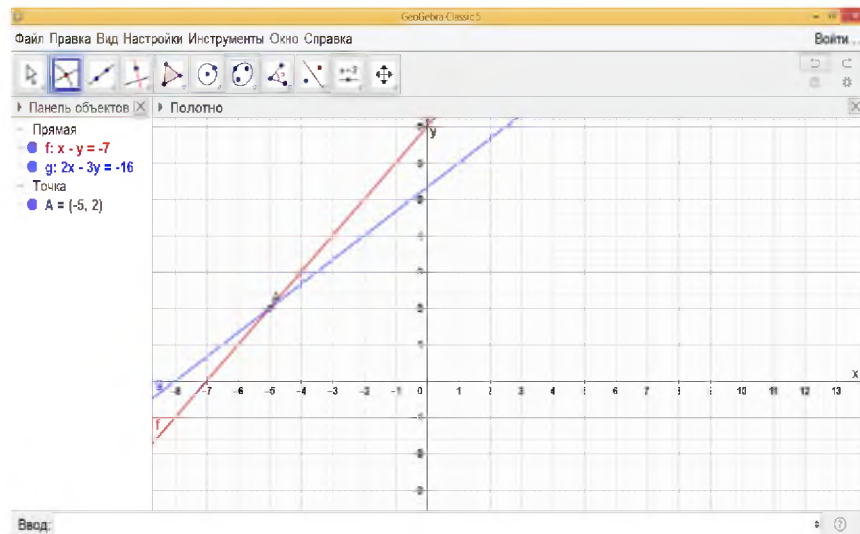 GeoGebra Classic 5
Файл Правка Вид Настройки Инструменты Окно Справка
Войти ...
a=2
Панель объектов
Полотно
Прямая
f: x - y = -7
g: 2x - 3y = -16
Точка
A = (-5, 2)
y
A
x
g
-8 -7 -6 -5 -4 -3 -2 -1 0 1 2 3 4 5 6 7 8 9 10 11 12 13
f
Ввод: